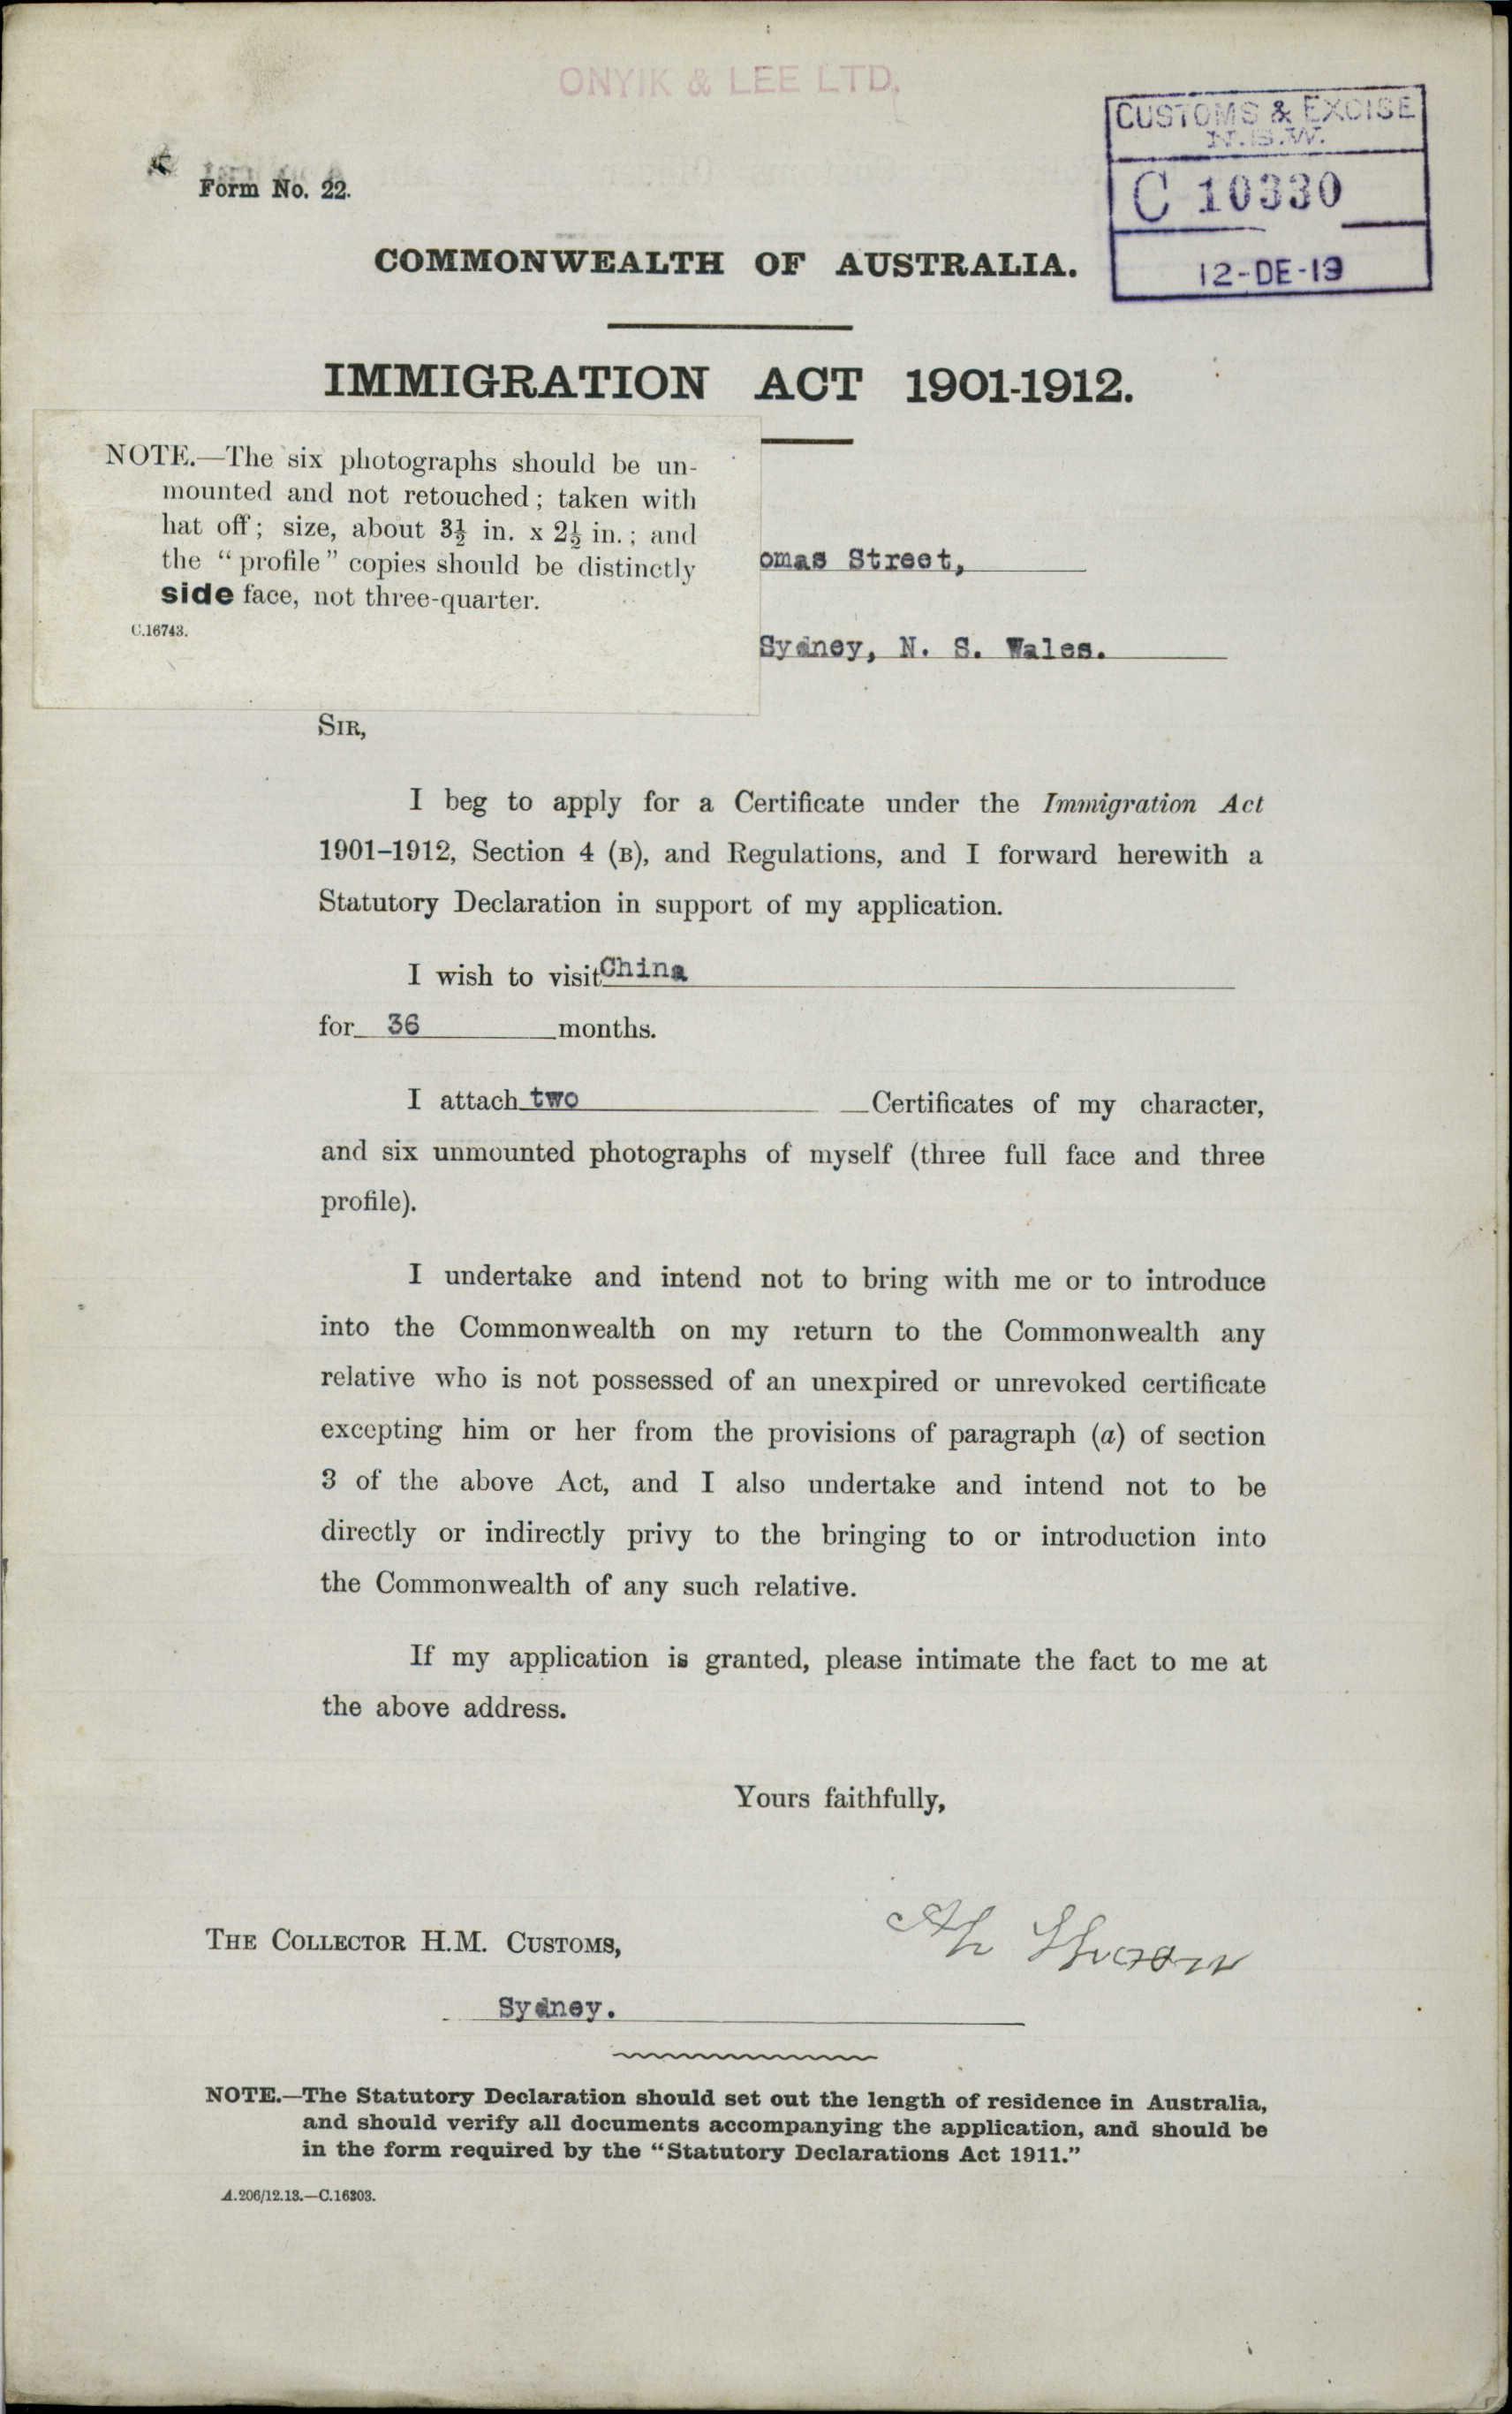 ONYIK & LEE LTD.
CUSTOMS & EXCISE
N.S.W.
C 10330
12-DE-13
Form No. 22.
COMMONWEALTH OF AUSTRALIA.
IMMIGRATION ACT 1901-1912.
NOTE.—The six photographs should be un-
mounted and not retouched; taken with
hat off; size, about 3½ in. x 2½ in.; and
the “profile” copies should be distinctly
side face, not three-quarter.
C.16743.
omas Street,
Sydney, N. S. Wales.
SIR,
I beg to apply for a Certificate under the Immigration Act
1901–1912, Section 4 (B), and Regulations, and I forward herewith a
Statutory Declaration in support of my application.
I wish to visit China
for 36 months.
I attach two Certificates of my character,
and six unmounted photographs of myself (three full face and three
profile).
I undertake and intend not to bring with me or to introduce
into the Commonwealth on my return to the Commonwealth any
relative who is not possessed of an unexpired or unrevoked certificate
excepting him or her from the provisions of paragraph (a) of section
3 of the above Act, and I also undertake and intend not to be
directly or indirectly privy to the bringing to or introduction into
the Commonwealth of any such relative.
If my application is granted, please intimate the fact to me at
the above address.
Yours faithfully,
THE COLLECTOR H.M. CUSTOMS,
Ah
Sydney.
NOTE.—The Statutory Declaration should set out the length of residence in Australia,
and should verify all documents accompanying the application, and should be
in the form required by the “Statutory Declarations Act 1911.”
A.206/12.13.—C.16303.